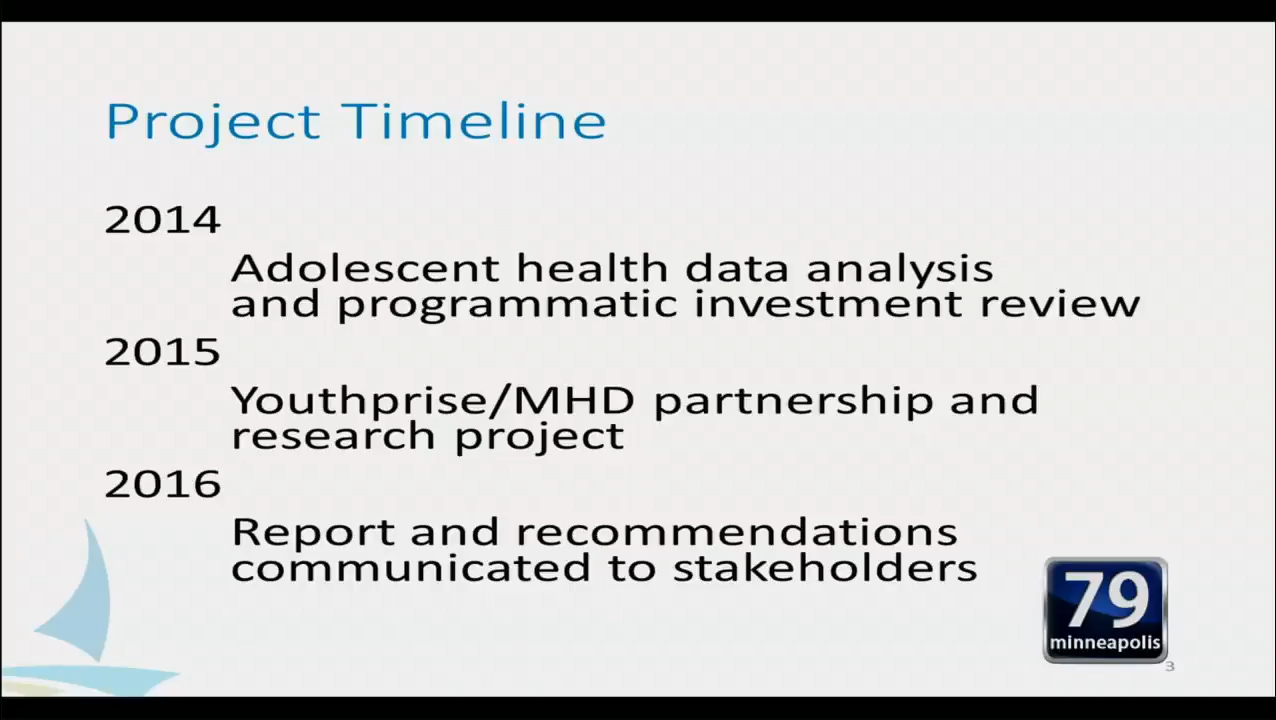 Project Timeline
2014
Adolescent health data analysis
and programmatic investment review
2015
Youthprise/MHD partnership and
research project
2016
Report and recommendations
communicated to stakeholders
79
minneapolis
3